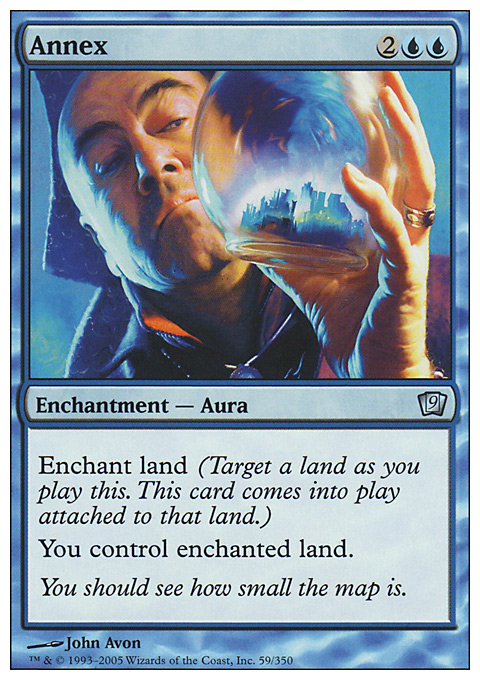 Annex 2
Enchantment — Aura 9
Enchant land (Target a land as you
play this. This card comes into play
attached to that land.)
You control enchanted land.
You should see how small the map is.
John Avon
™ & © 1993–2005 Wizards of the Coast, Inc. 59/350